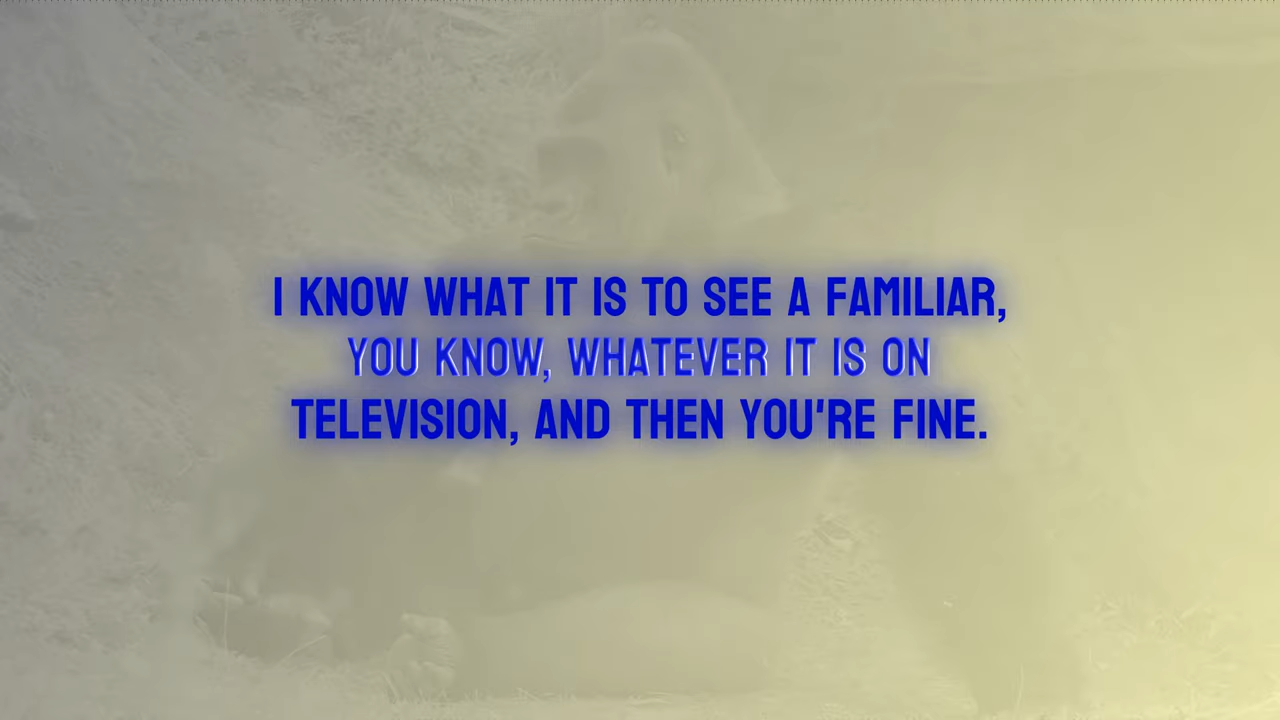 I KNOW WHAT IT IS TO SEE A FAMILIAR,
YOU KNOW, WHATEVER IT IS ON
TELEVISION, AND THEN YOU'RE FINE.